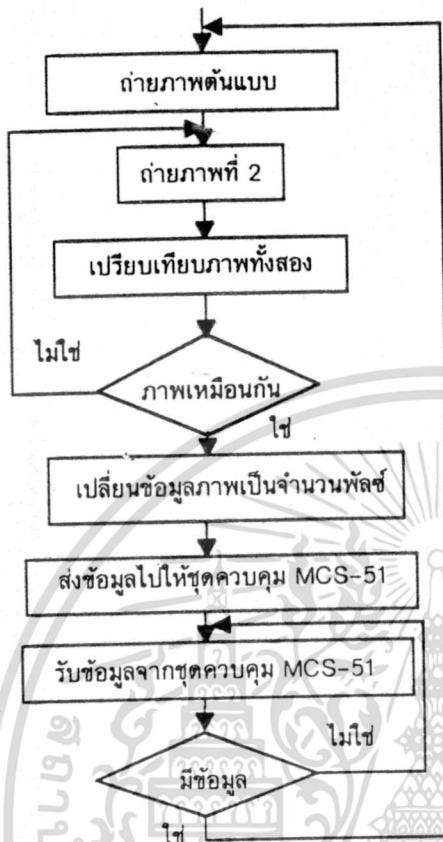 ถ่ายภาพต้นแบบ
ถ่ายภาพที่ 2
เปรียบเทียบภาพทั้งสอง
ไม่ใช่
ภาพเหมือนกัน
ใช่
เปลี่ยนข้อมูลภาพเป็นจำนวนพัลซ์
ส่งข้อมูลไปให้ชุดควบคุม MCS-51
รับข้อมูลจากชุดควบคุม MCS-51
ไม่ใช่
มีข้อมูล
ใช่